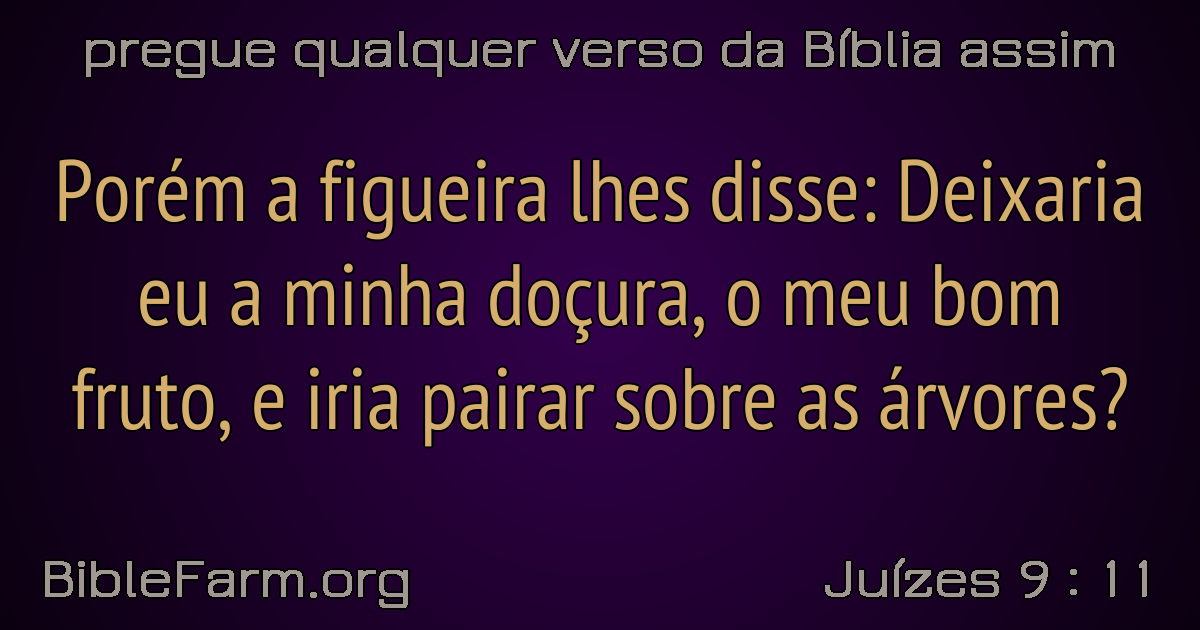 pregue qualquer verso da Bíblia assim
Porém a figueira lhes disse: Deixaria
eu a minha doçura, o meu bom
fruto, e iria pairar sobre as árvores?
BibleFarm.org
Juízes 9 : 11